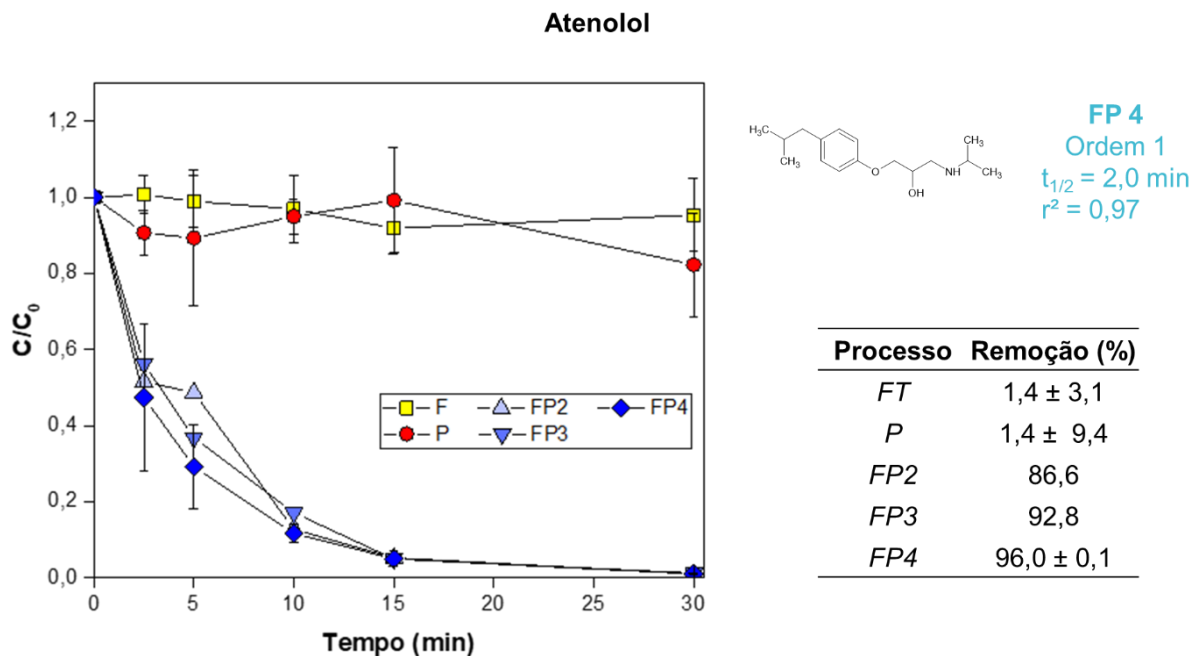 Atenolol
1,2
1,0
0,8
0,6
0,4
0,2
0,0
C/C₀
0 5 10 15 20 25 30
Tempo (min)
F FP2 FP4
P FP3
CH₃
H₃C
CH₃
O
OH
NH
CH₃
CH₃
FP 4
Ordem 1
t₁/₂ = 2,0 min
r² = 0,97
Processo Remoção (%)
FT 1,4 ± 3,1
P 1,4 ± 9,4
FP2 86,6
FP3 92,8
FP4 96,0 ± 0,1